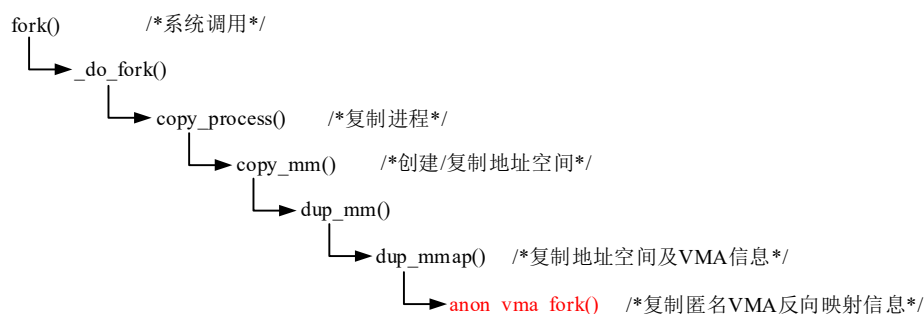 fork() /*系统调用*/
_do_fork()
copy_process() /*复制进程*/
copy_mm() /*创建/复制地址空间*/
dup_mm()
dup_mmap() /*复制地址空间及VMA信息*/
anon_vma_fork() /*复制匿名VMA反向映射信息*/